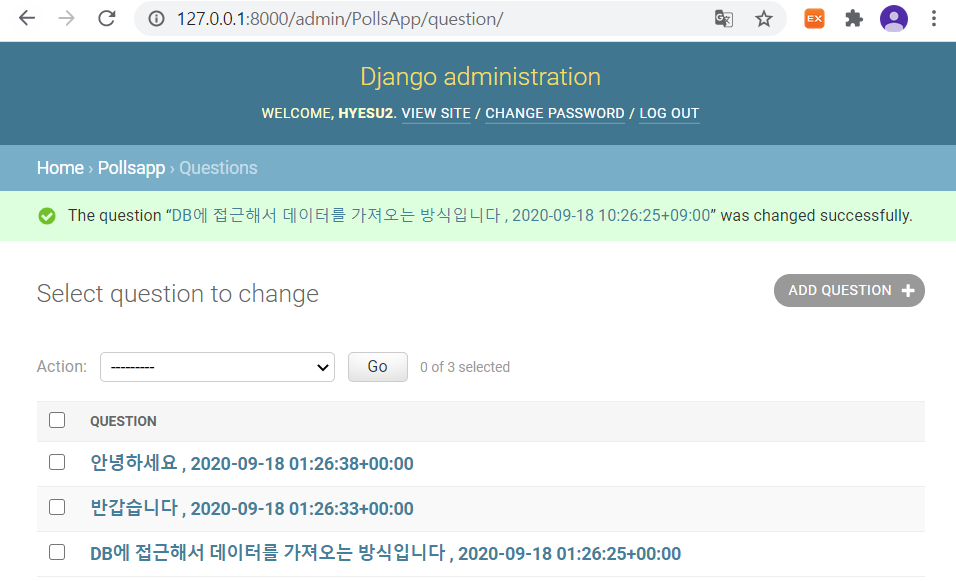 127.0.0.1:8000/admin/PollsApp/question/
EX
Django administration
WELCOME, HYESU2. VIEW SITE / CHANGE PASSWORD / LOG OUT
Home › Pollsapp › Questions
The question “DB에 접근해서 데이터를 가져오는 방식입니다 , 2020-09-18 10:26:25+09:00” was changed successfully.
Select question to change
ADD QUESTION +
Action: --------- Go 0 of 3 selected
QUESTION
안녕하세요 , 2020-09-18 01:26:38+00:00
반갑습니다 , 2020-09-18 01:26:33+00:00
DB에 접근해서 데이터를 가져오는 방식입니다 , 2020-09-18 01:26:25+00:00